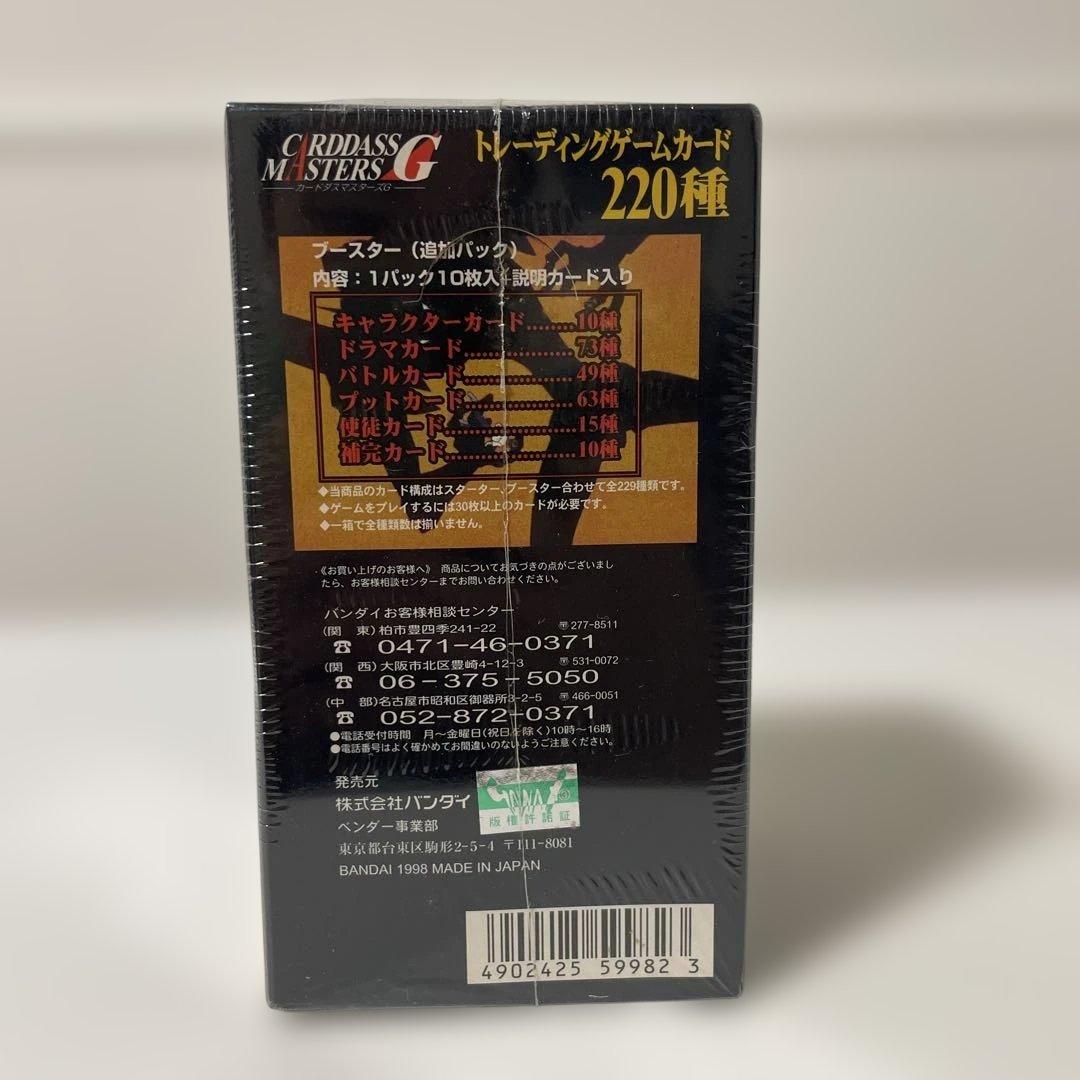 CARDDASS
MASTERS G
カードダスマスターズG
トレーディングゲームカード
220種
ブースター（追加パック）
内容：1パック10枚入+説明カード入り
キャラクターカード........10種
ドラマカード.................73種
バトルカード.................49種
プットカード.................63種
使徒カード....................15種
補完カード....................10種
◆当商品のカード構成はスターター、ブースター合わせて全229種類です。
◆ゲームをプレイするには30枚以上のカードが必要です。
◆一箱で全種類数は揃いません。
《お買い上げのお客様へ》 商品についてお気づきの点がございまし
たら、お客様相談センターまでお問い合わせください。
バンダイお客様相談センター
(関 東)柏市豊四季241-22 〒277-8511
☎ 0471-46-0371
(関 西)大阪市北区豊崎4-12-3 〒531-0072
☎ 06-375-5050
(中 部)名古屋市昭和区御器所3-2-5 〒466-0051
☎ 052-872-0371
●電話受付時間 月～金曜日(祝日を除く)10時～16時
●電話番号はよく確かめてお間違いのないようご注意ください。
発売元
株式会社バンダイ
ベンダー事業部
東京都台東区駒形2-5-4 〒111-8081
BANDAI 1998 MADE IN JAPAN
GAINAX
版権許諾証
4902425 59982 3